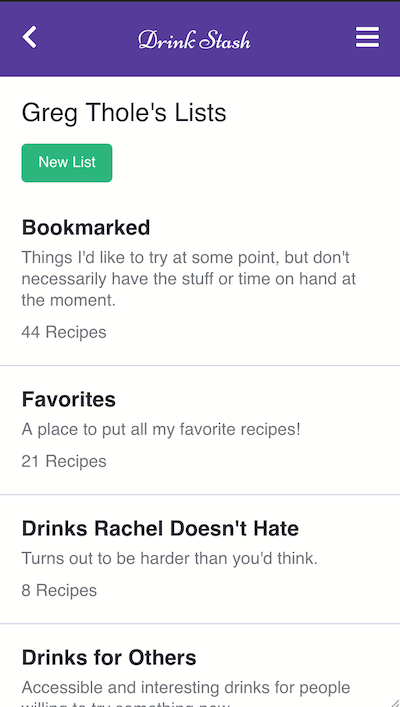 Drink Stash
Greg Thole's Lists
New List
Bookmarked
Things I'd like to try at some point, but don't
necessarily have the stuff or time on hand at
the moment.
44 Recipes
Favorites
A place to put all my favorite recipes!
21 Recipes
Drinks Rachel Doesn't Hate
Turns out to be harder than you'd think.
8 Recipes
Drinks for Others
Accessible and interesting drinks for people
willing to try something new